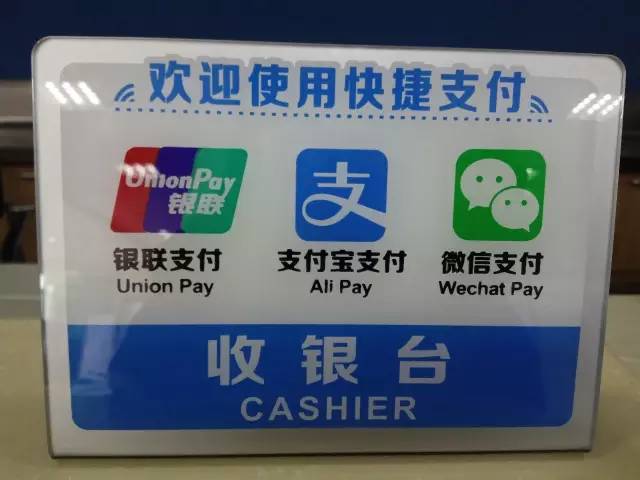 欢迎使用快捷支付
UnionPay
银联
支
银联支付 支付宝支付 微信支付
Union Pay Ali Pay Wechat Pay
收银台
CASHIER